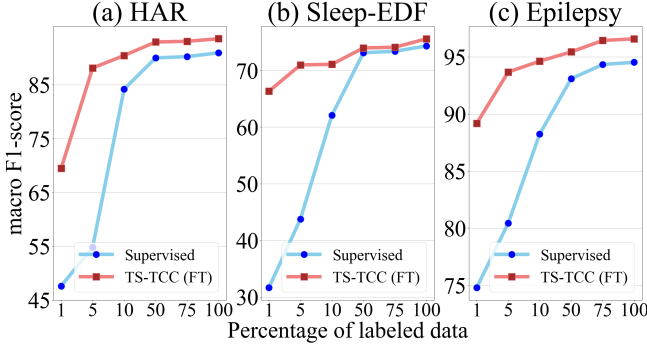 (a) HAR
(b) Sleep-EDF
(c) Epilepsy
macro F1-score
85
75
65
55
45
1 5 10 50 75 100
Supervised
TS-TCC (FT)
70
60
50
40
30
1 5 10 50 75 100
Supervised
TS-TCC (FT)
95
90
85
80
75
1 5 10 50 75 100
Supervised
TS-TCC (FT)
Percentage of labeled data